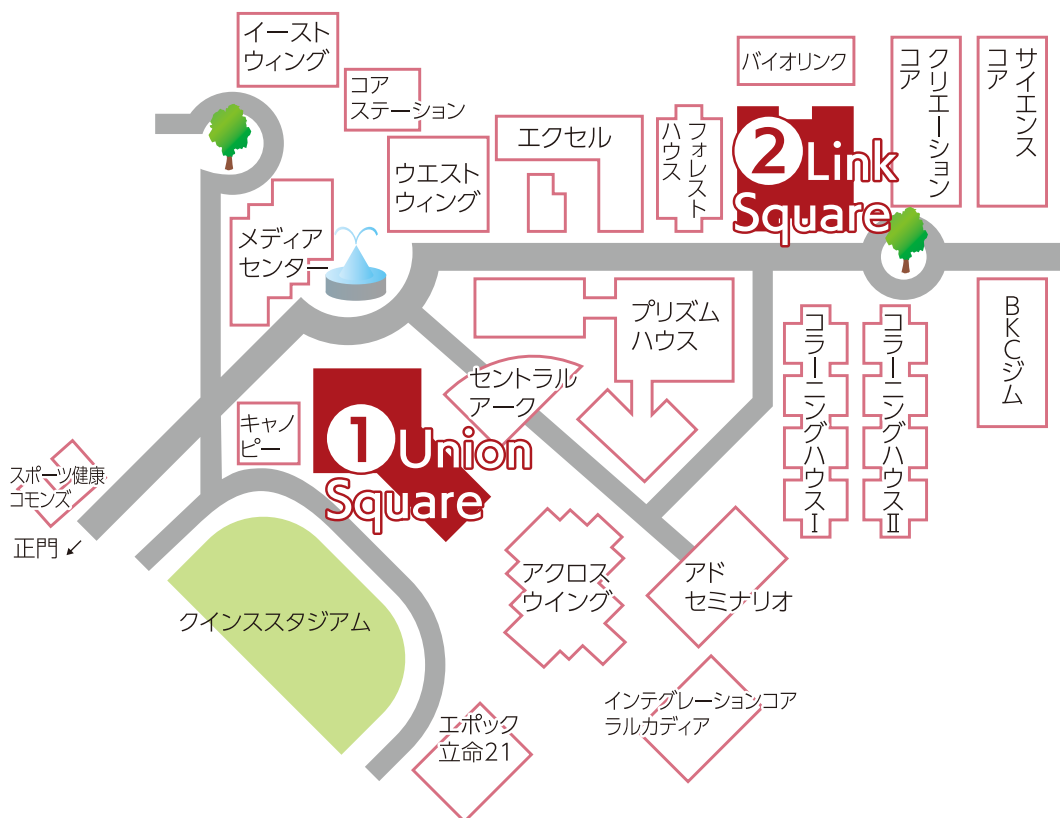 イースト
ウィング
コア
ステーション
バイオリンク
クリエーション
コア
サイエンス
コア
エクセル
フォレスト
ハウス
ウエスト
ウィング
2 Link
Square
メディア
センター
プリズム
ハウス
BKCジム
コラーニングハウスⅠ
コラーニングハウスⅡ
セントラル
アーク
キャノ
ピー
1 Union
Square
スポーツ健康
コモンズ
正門 ↙
クインススタジアム
アクロス
ウイング
アド
セミナリオ
インテグレーションコア
ラルカディア
エポック
立命21